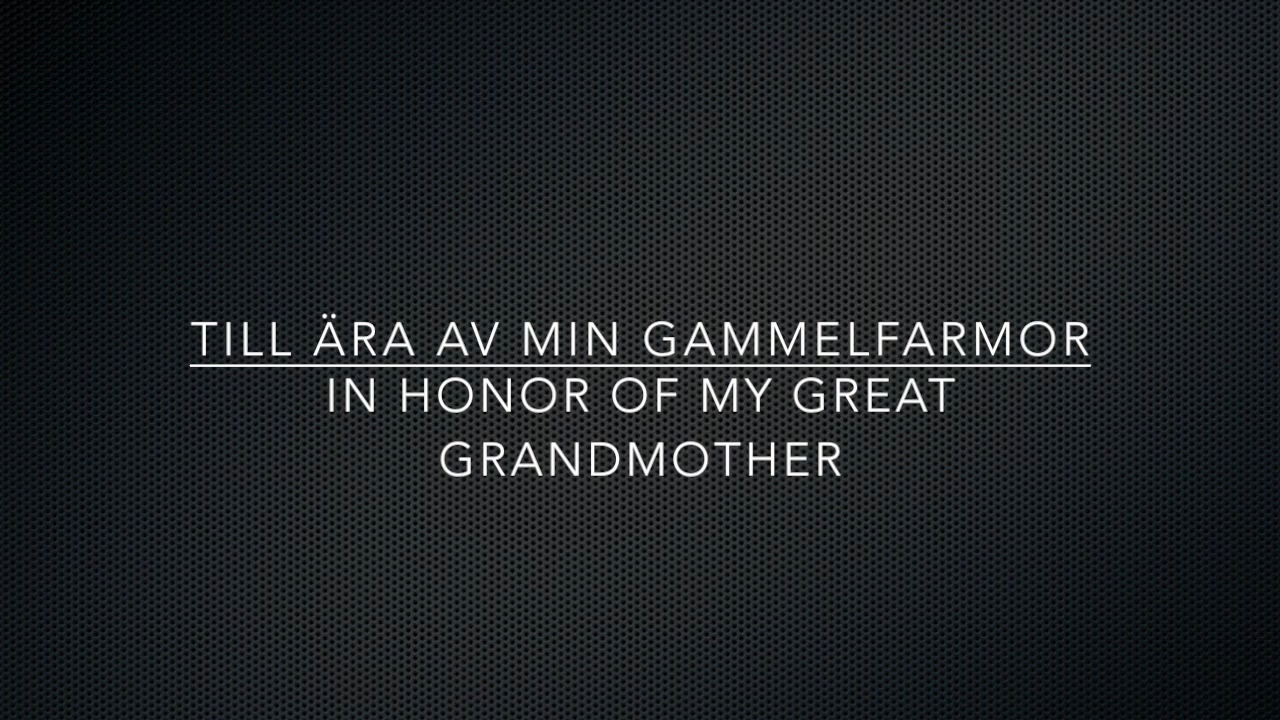 TILL ÄRA AV MIN GAMMELFARMOR
IN HONOR OF MY GREAT
GRANDMOTHER